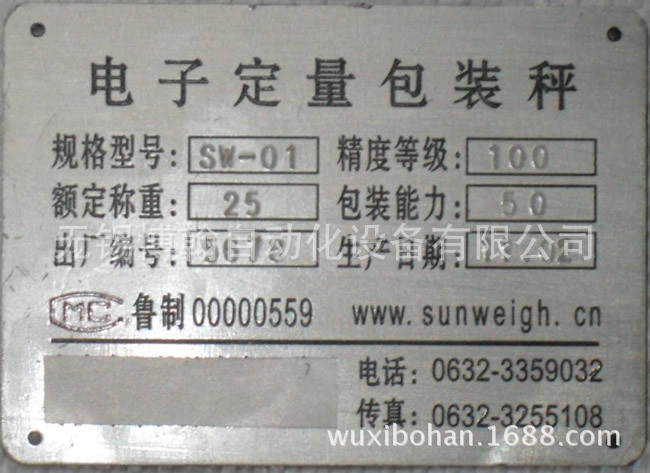 电子定量包装秤
规格型号: SW-01 精度等级: 100
额定称重: 25 包装能力: 50
出厂编号: 生产日期:
无锡博翰自动化设备有限公司
MC 鲁制00000559 www.sunweigh.cn
电话: 0632-3359032
传真: 0632-3255108
wuxibohan.1688.com